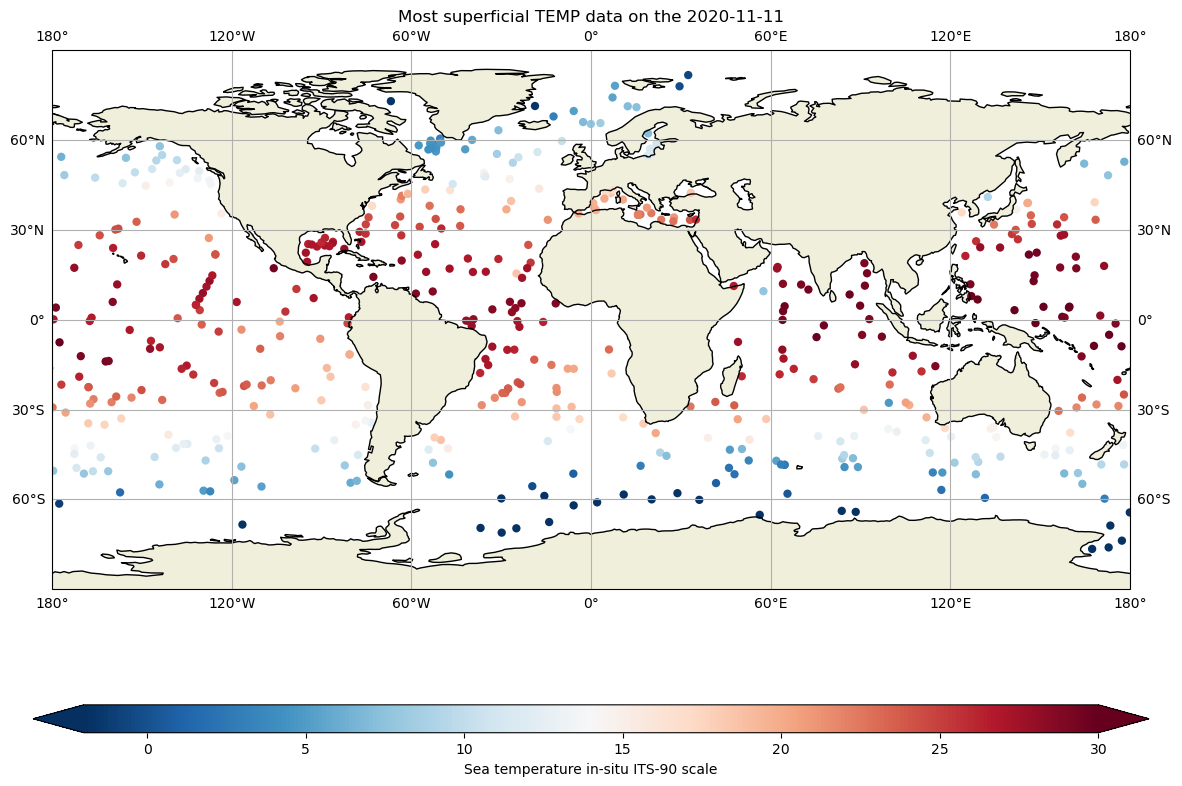 Most superficial TEMP data on the 2020-11-11
180° 120°W 60°W 0° 60°E 120°E 180°
60°N 60°N
30°N 30°N
0° 0°
30°S 30°S
60°S 60°S
180° 120°W 60°W 0° 60°E 120°E 180°
0 5 10 15 20 25 30
Sea temperature in-situ ITS-90 scale